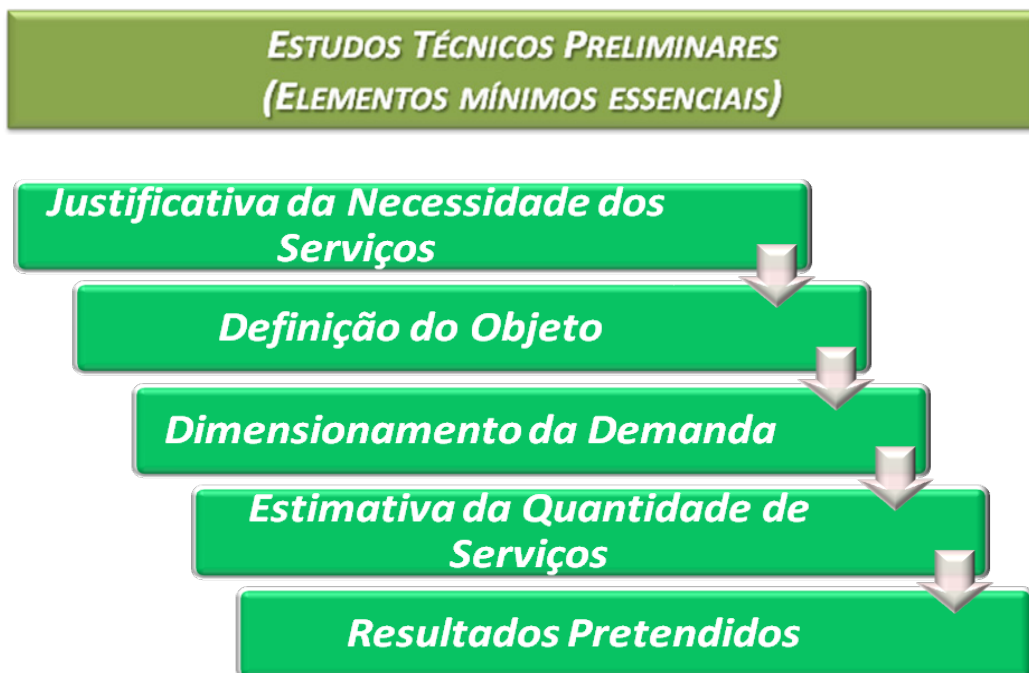 ESTUDOS TÉCNICOS PRELIMINARES
(ELEMENTOS MÍNIMOS ESSENCIAIS)
Justificativa da Necessidade dos
Serviços
Definição do Objeto
Dimensionamento da Demanda
Estimativa da Quantidade de
Serviços
Resultados Pretendidos